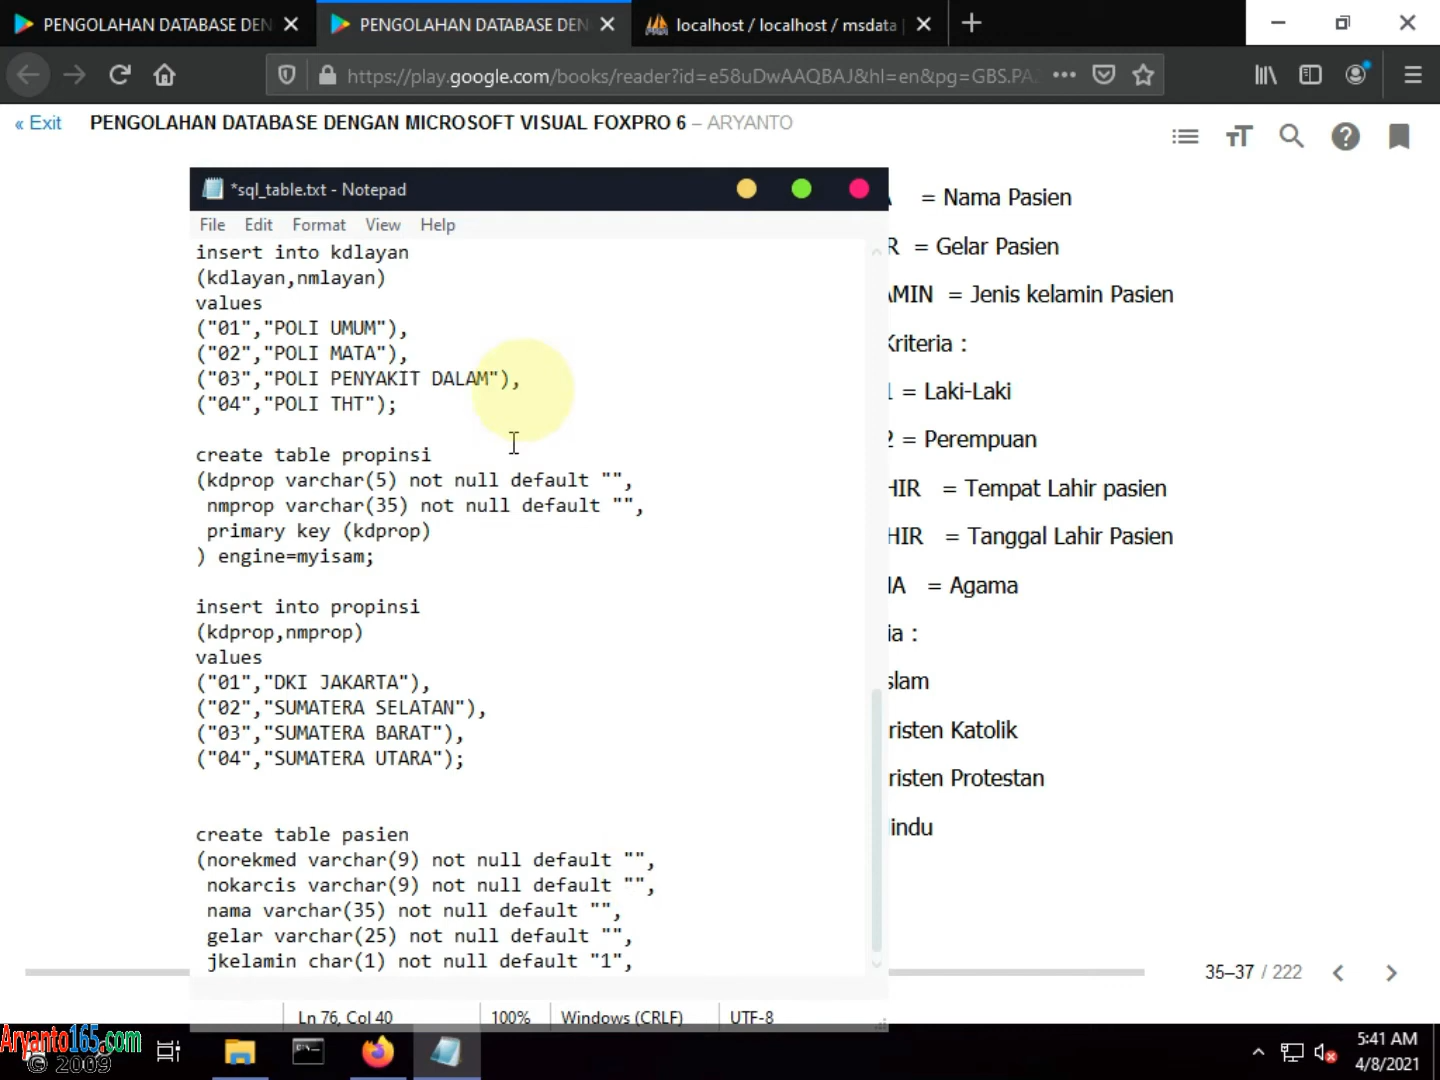 PENGOLAHAN DATABASE DEN
PENGOLAHAN DATABASE DEN
localhost / localhost / msdata |
https://play.google.com/books/reader?id=e58uDwAAQBAJ&hl=en&pg=GBS.PA
« Exit
PENGOLAHAN DATABASE DENGAN MICROSOFT VISUAL FOXPRO 6 – ARYANTO
*sql_table.txt - Notepad
File Edit Format View Help
insert into kdlayan
(kdlayan,nmlayan)
values
("01","POLI UMUM"),
("02","POLI MATA"),
("03","POLI PENYAKIT DALAM"),
("04","POLI THT");
create table propinsi
(kdprop varchar(5) not null default "",
nmprop varchar(35) not null default "",
primary key (kdprop)
) engine=myisam;
insert into propinsi
(kdprop,nmprop)
values
("01","DKI JAKARTA"),
("02","SUMATERA SELATAN"),
("03","SUMATERA BARAT"),
("04","SUMATERA UTARA");
create table pasien
(norekmed varchar(9) not null default "",
nokarcis varchar(9) not null default "",
nama varchar(35) not null default "",
gelar varchar(25) not null default "",
jkelamin char(1) not null default "1",
Ln 76, Col 40
100%
Windows (CRLF)
UTF-8
= Nama Pasien
R = Gelar Pasien
AMIN = Jenis kelamin Pasien
Kriteria :
1 = Laki-Laki
2 = Perempuan
HIR = Tempat Lahir pasien
HIR = Tanggal Lahir Pasien
MA = Agama
ia :
slam
risten Katolik
risten Protestan
indu
35–37 / 222
Aryanto165.com
© 2009
5:41 AM
4/8/2021